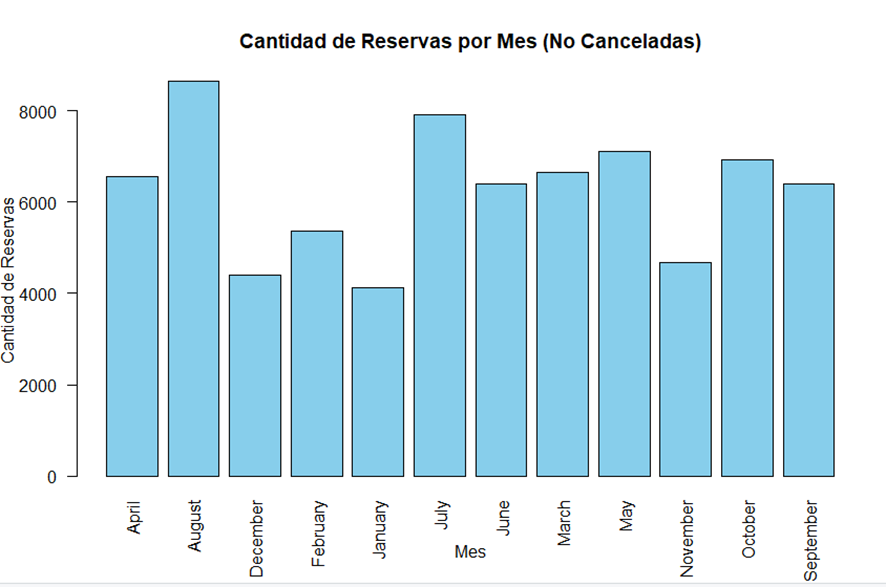 Cantidad de Reservas por Mes (No Canceladas)
Cantidad de Reservas
8000
6000
4000
2000
0
April
August
December
February
January
July
June
March
May
November
October
September
Mes